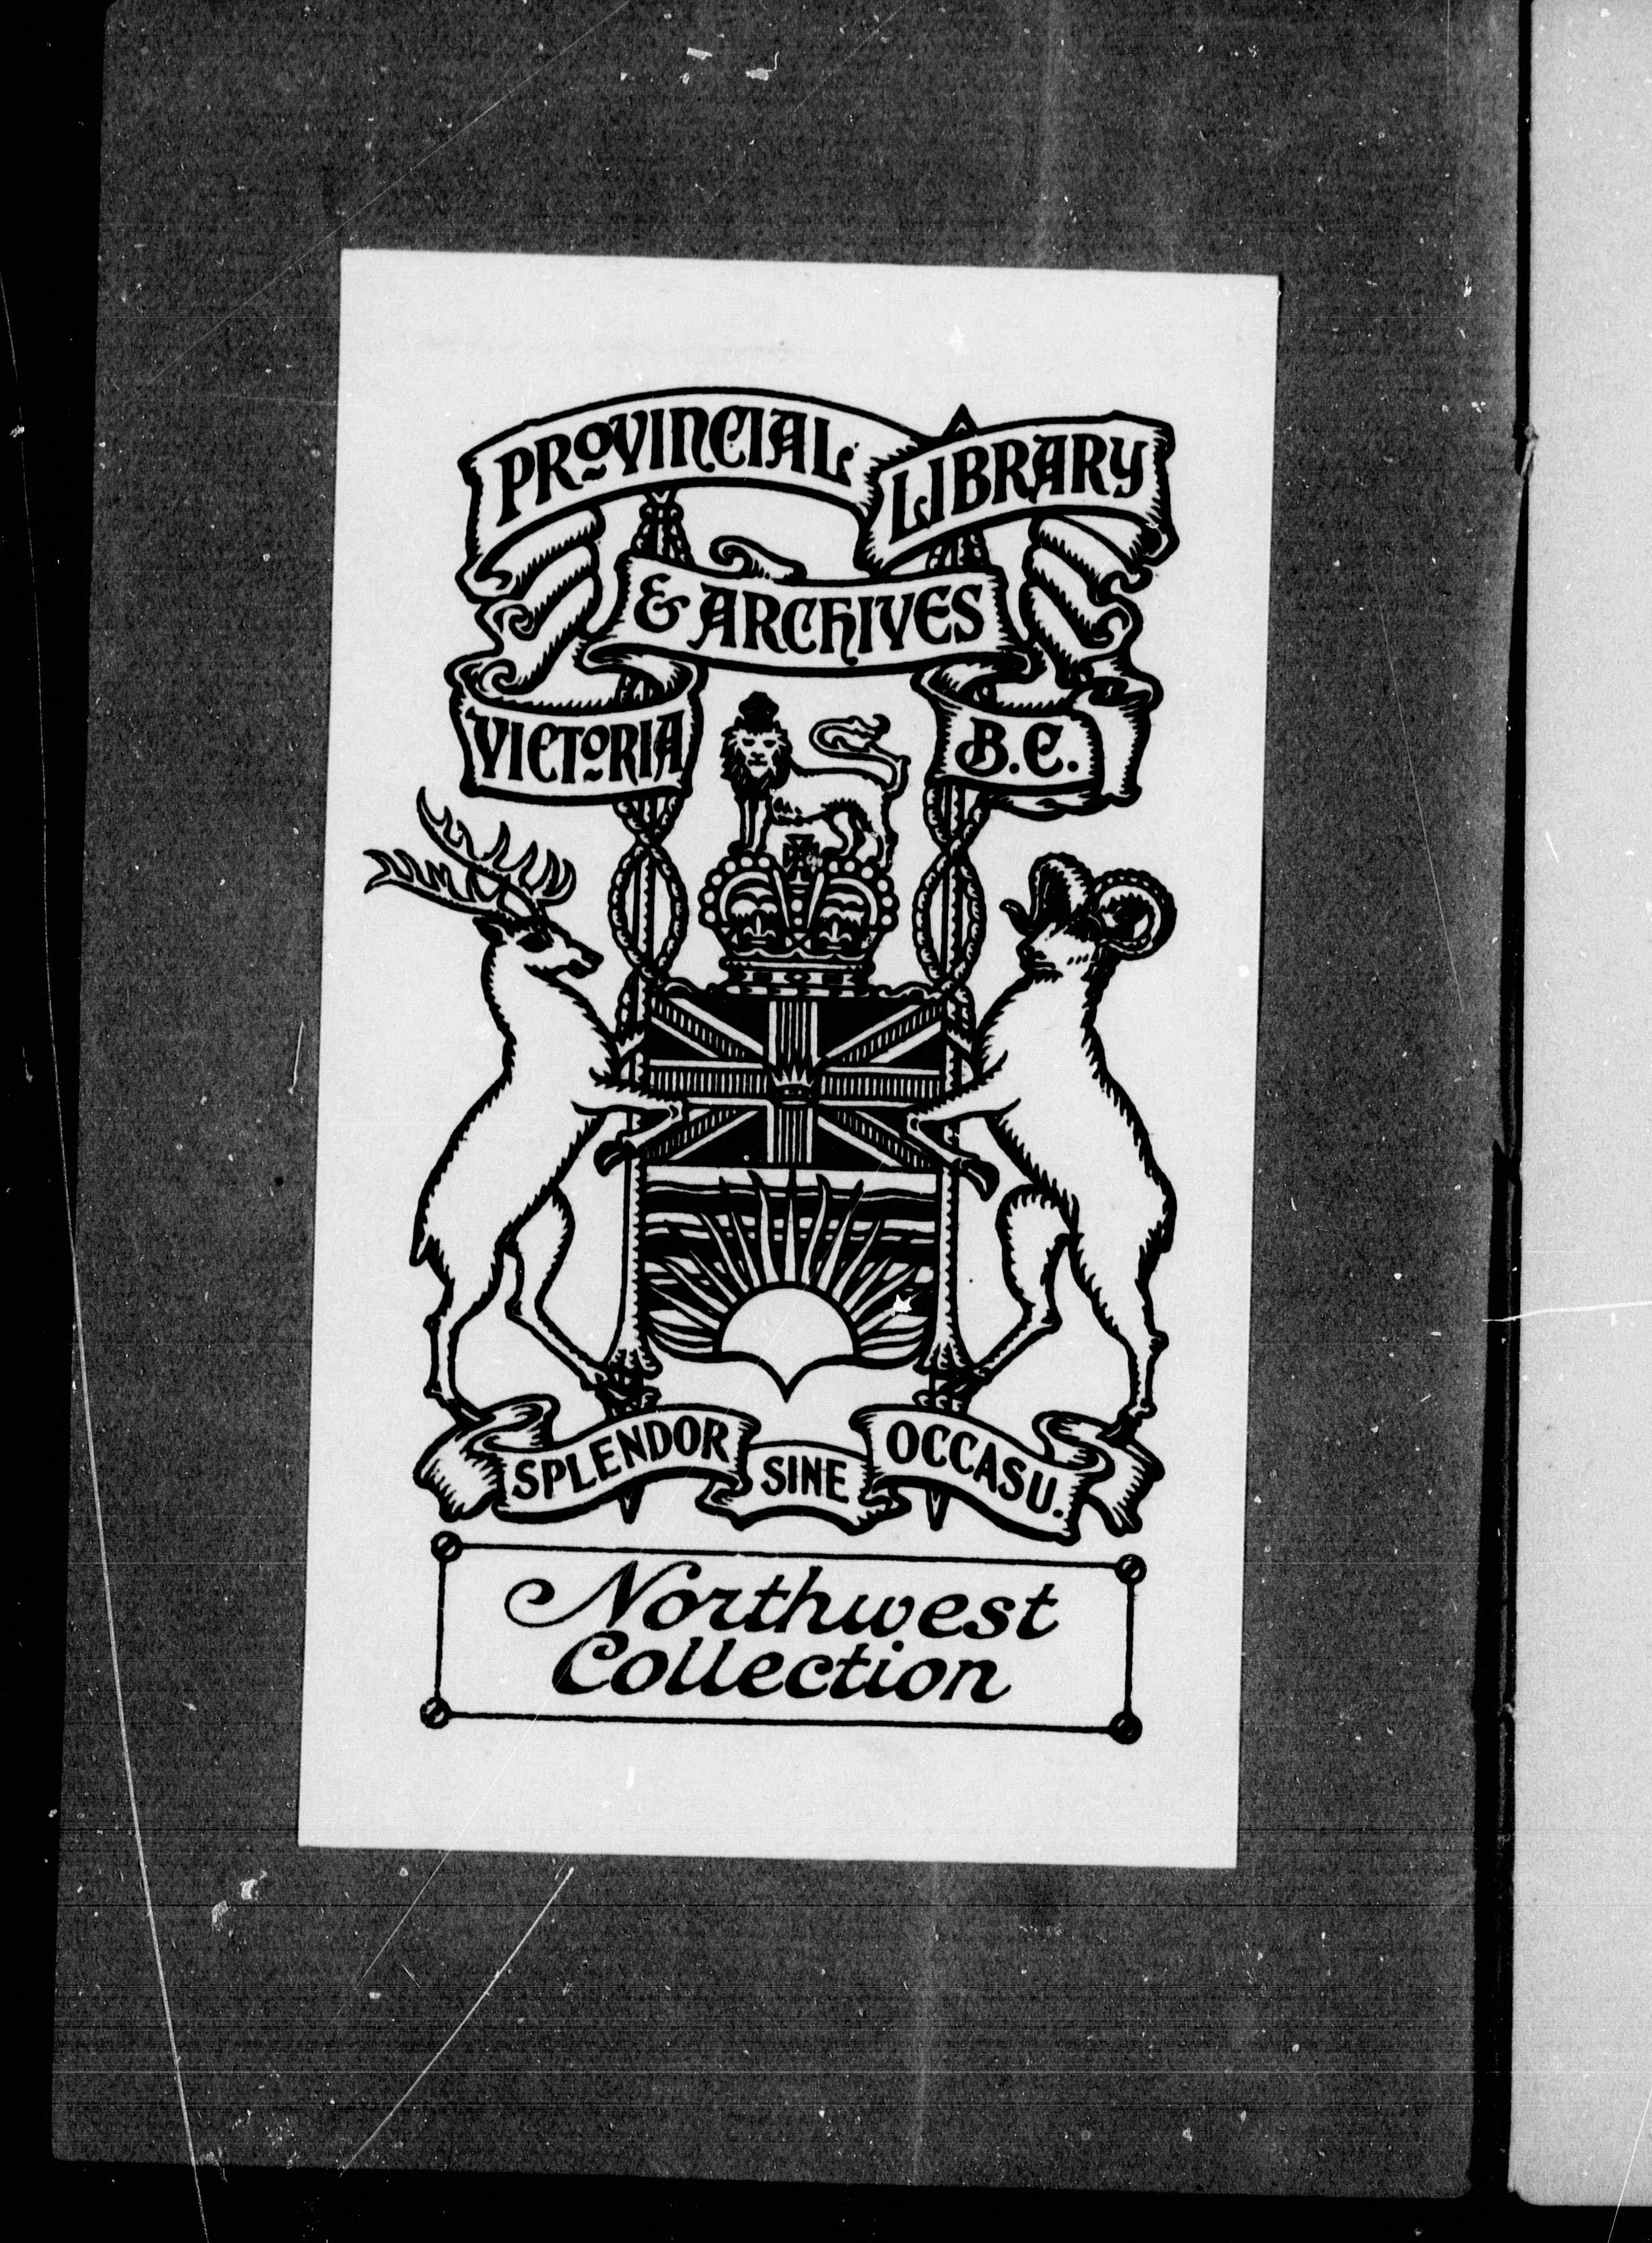 PROVINCIAL LIBRARY
& ARCHIVES
VICTORIA B.C.
SPLENDOR SINE OCCASU.
Northwest
Collection